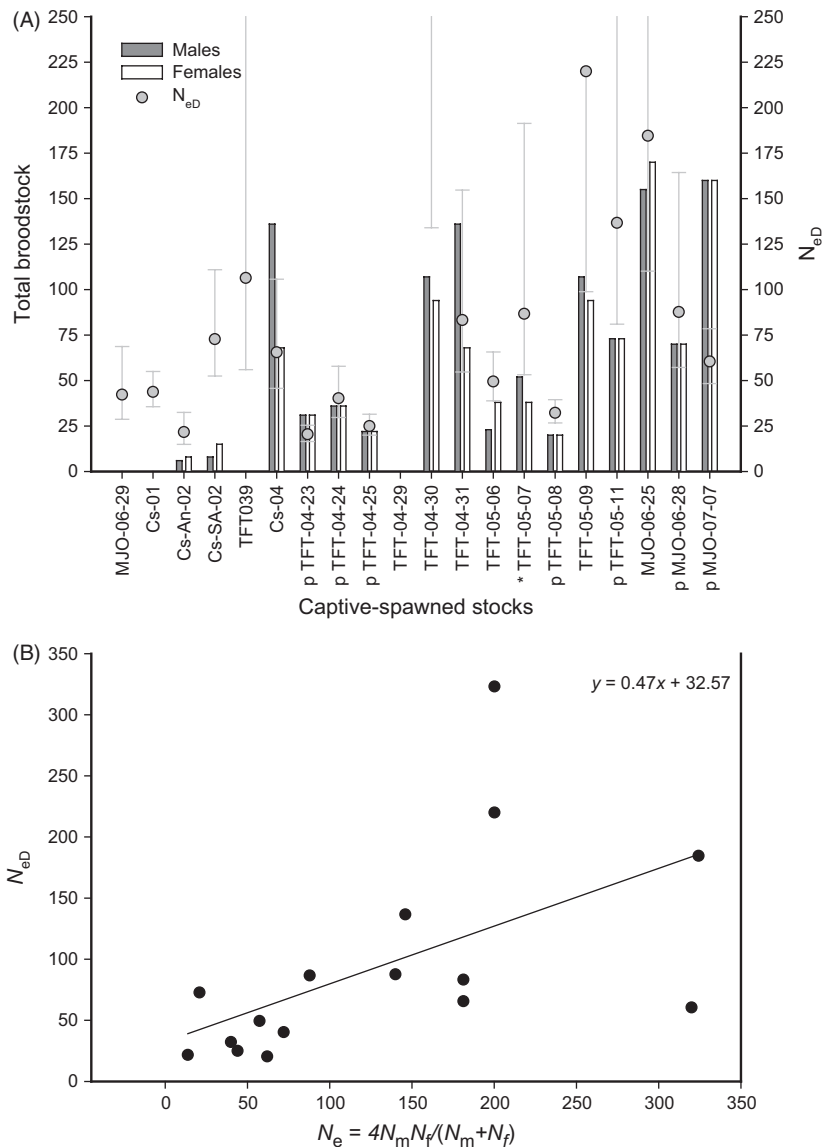 (A)
250
225
200
175
150
125
100
75
50
25
0
Total broodstock
Males
Females
NeD
250
225
200
175
150
125
100
75
50
25
0
NeD
MJO-06-29
Cs-01
Cs-An-02
Cs-SA-02
TFT039
Cs-04
p TFT-04-23
p TFT-04-24
p TFT-04-25
TFT-04-29
TFT-04-30
TFT-04-31
TFT-05-06
* TFT-05-07
p TFT-05-08
TFT-05-09
p TFT-05-11
MJO-06-25
p MJO-06-28
p MJO-07-07
Captive-spawned stocks
(B)
350
300
250
200
150
100
50
0
NeD
y = 0.47x + 32.57
0 50 100 150 200 250 300 350
Ne = 4NmNf/(Nm+Nf)